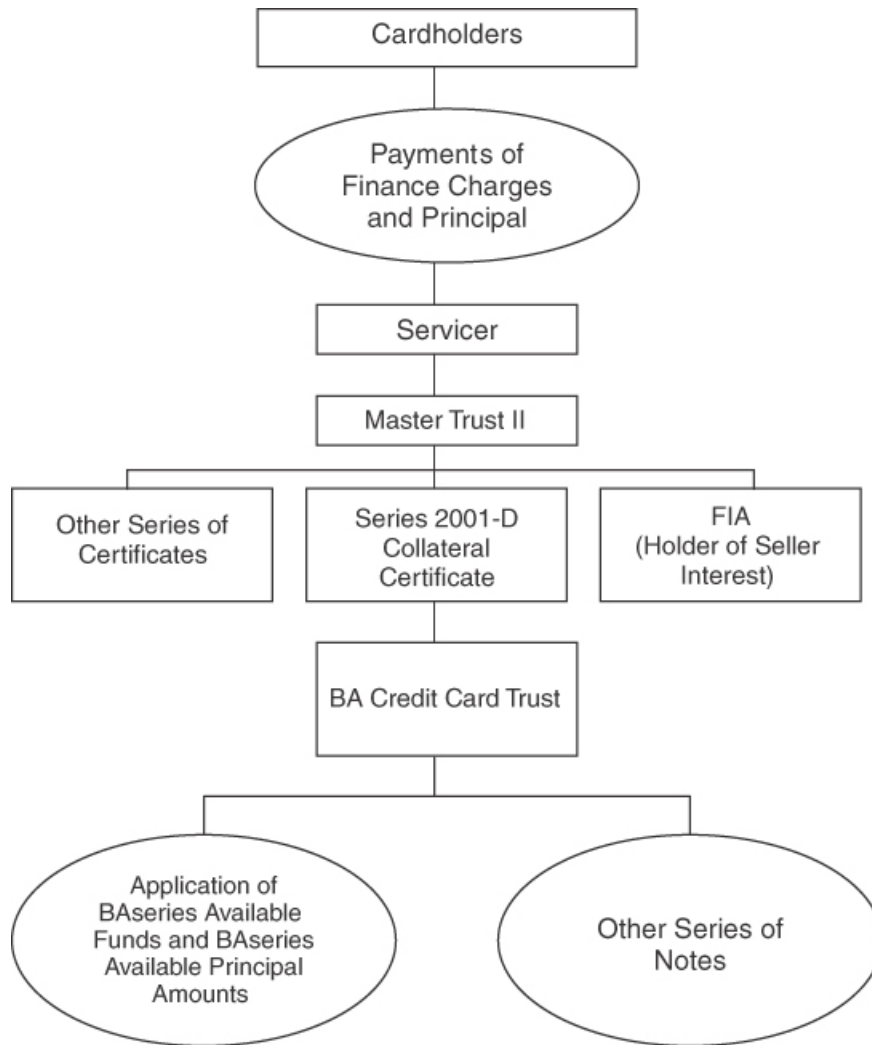 Cardholders
Payments of
Finance Charges
and Principal
Servicer
Master Trust II
Other Series of
Certificates
Series 2001-D
Collateral
Certificate
FIA
(Holder of Seller
Interest)
BA Credit Card Trust
Application of
BAseries Available
Funds and BAseries
Available Principal
Amounts
Other Series of
Notes